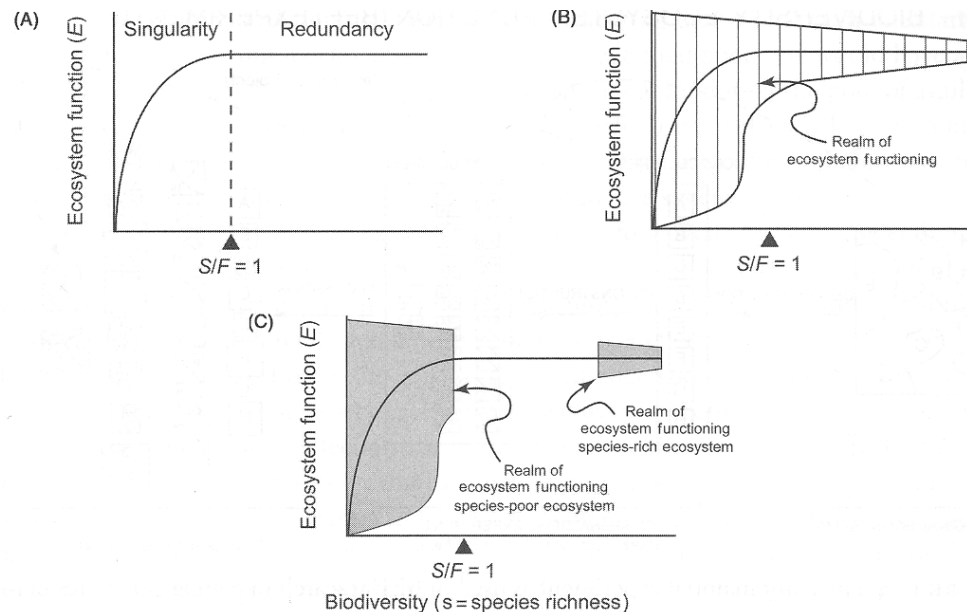 (A)
Singularity
Redundancy
Ecosystem function (E)
S/F = 1
(B)
Ecosystem function (E)
Realm of
ecosystem functioning
S/F = 1
(C)
Ecosystem function (E)
Realm of
ecosystem functioning
species-rich ecosystem
Realm of
ecosystem functioning
species-poor ecosystem
S/F = 1
Biodiversity (s = species richness)